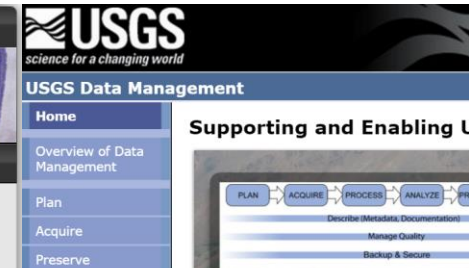 USGS
science for a changing world
USGS Data Management
Home
Supporting and Enabling U
Overview of Data
Management
Plan
Acquire
Preserve
PLAN ACQUIRE PROCESS ANALYZE PR
Describe (Metadata, Documentation)
Manage Quality
Backup & Secure